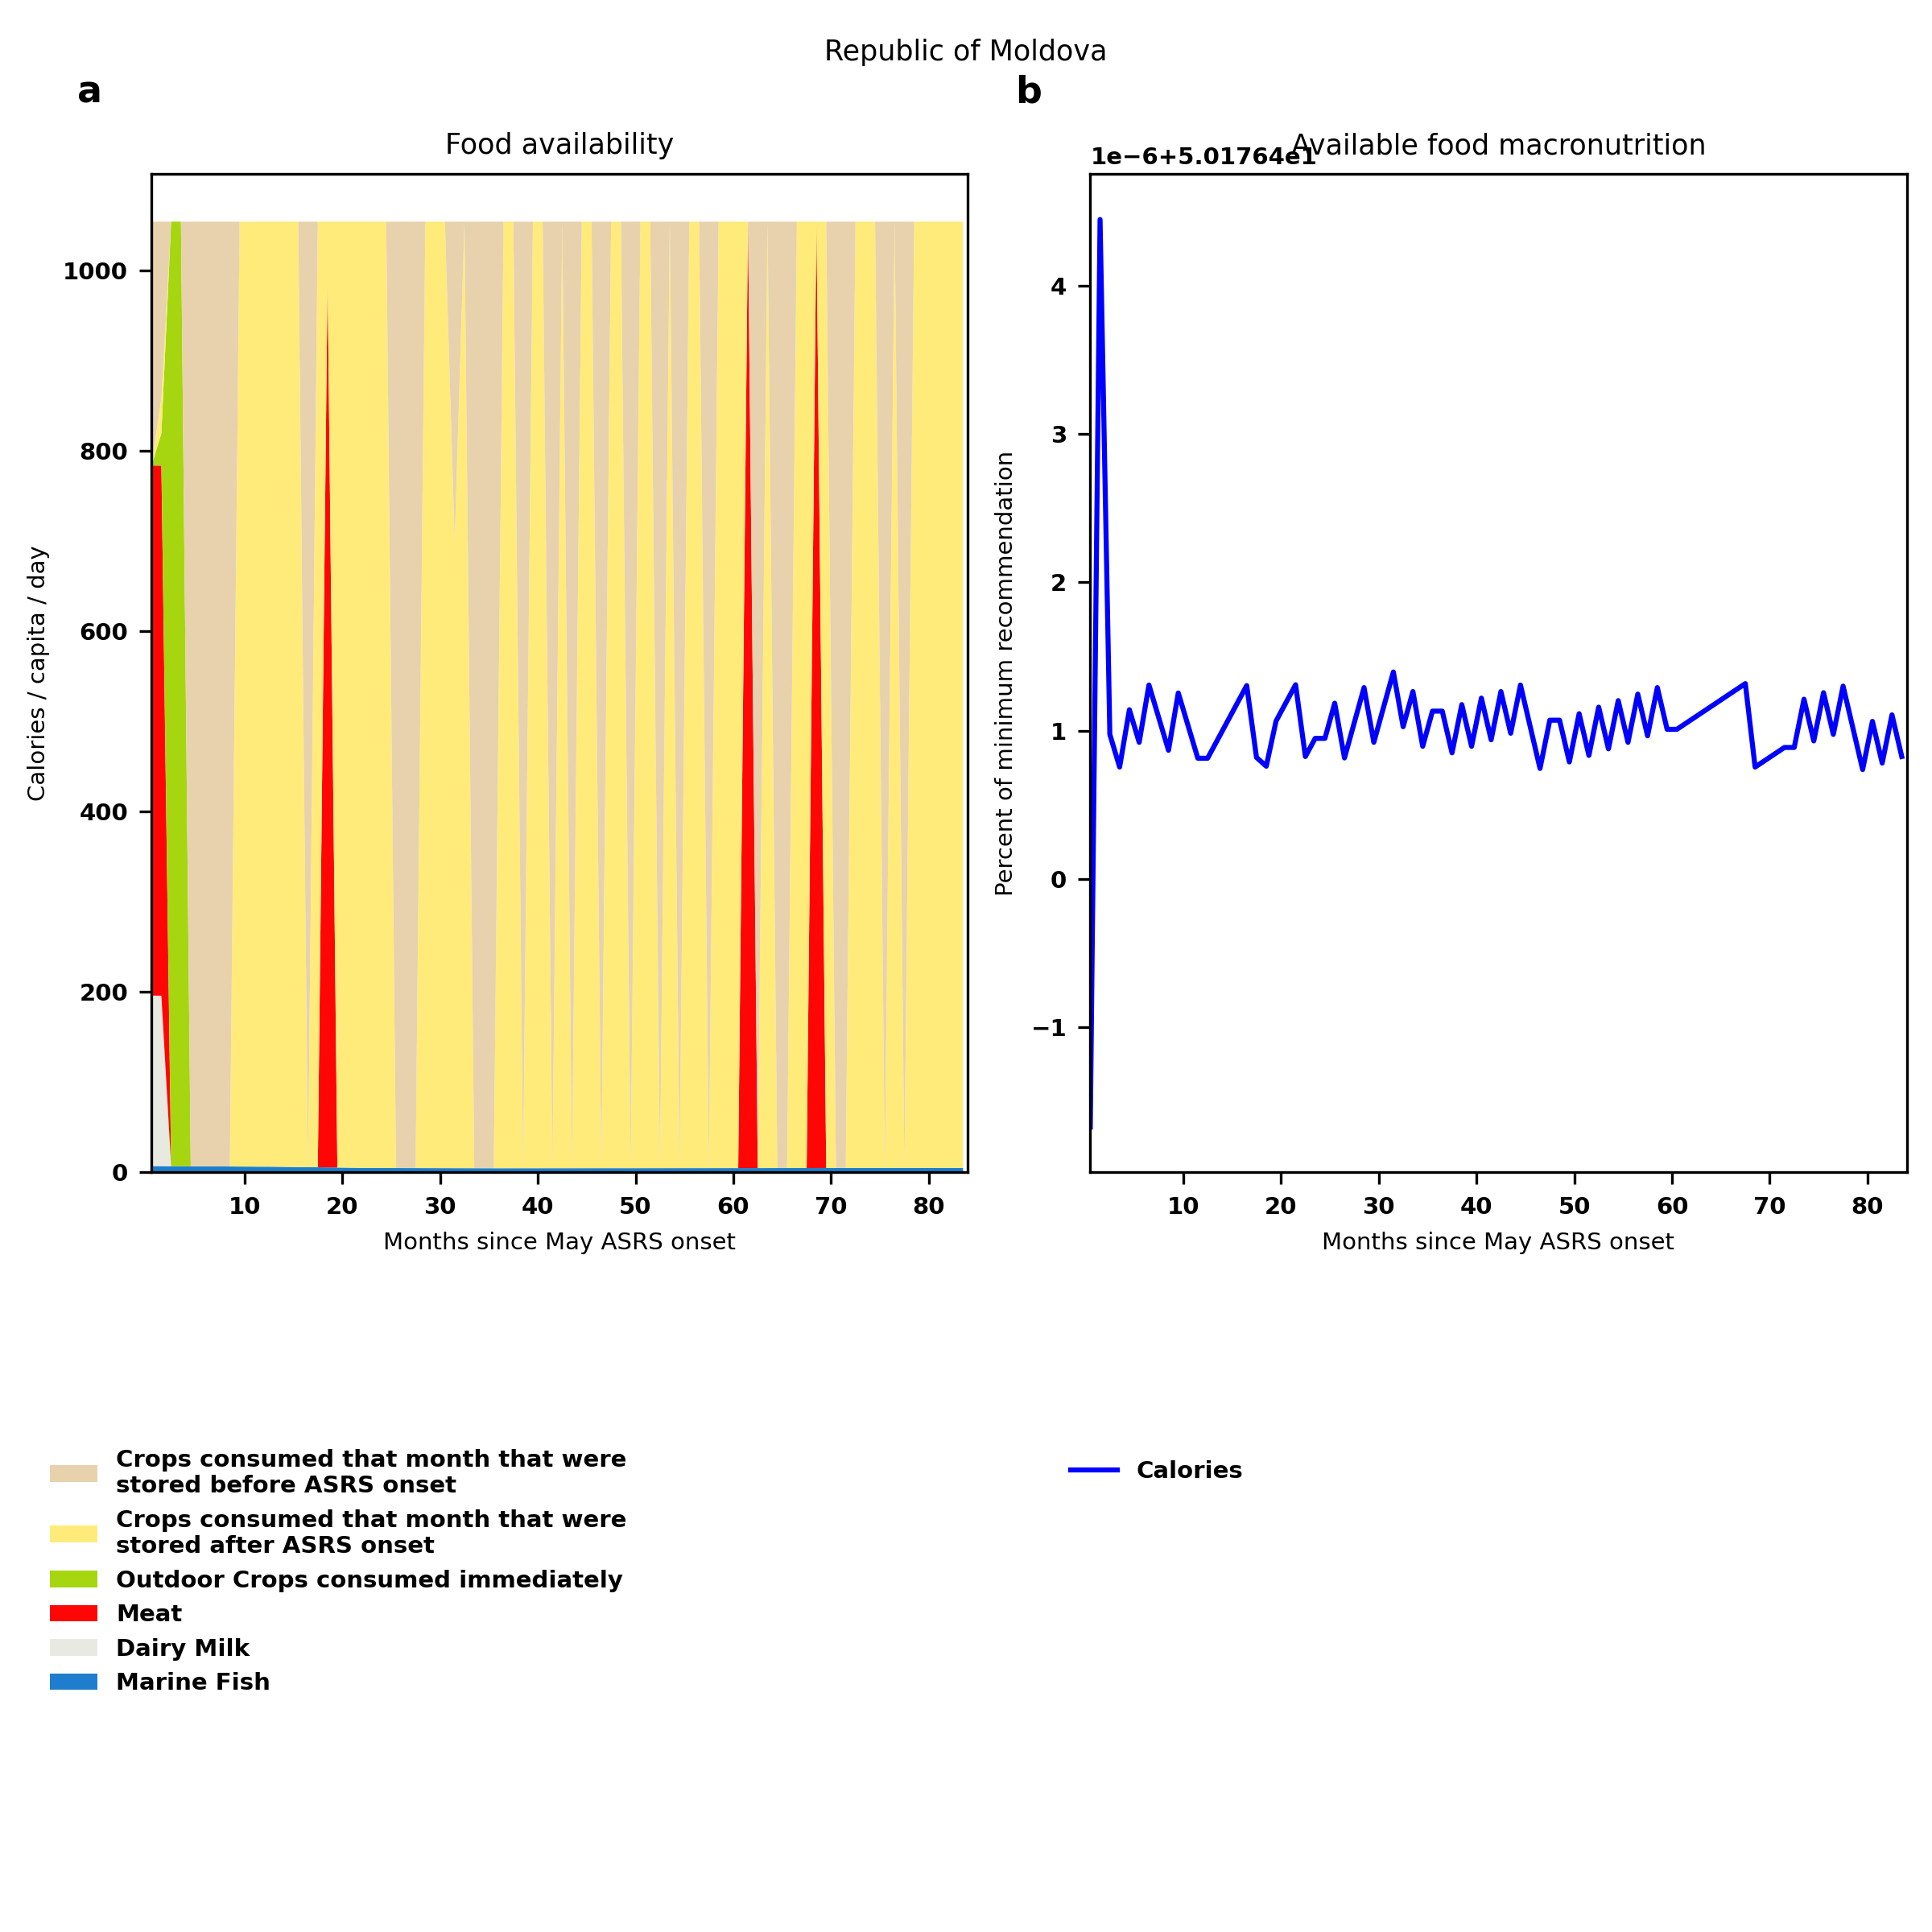 Republic of Moldova
a
Food availability
Calories / capita / day
1000
800
600
400
200
0
10 20 30 40 50 60 70 80
Months since May ASRS onset
b
Available food macronutrition
1e−6+5.01764e1
Percent of minimum recommendation
4
3
2
1
0
−1
10 20 30 40 50 60 70 80
Months since May ASRS onset
Crops consumed that month that were
stored before ASRS onset
Crops consumed that month that were
stored after ASRS onset
Outdoor Crops consumed immediately
Meat
Dairy Milk
Marine Fish
Calories